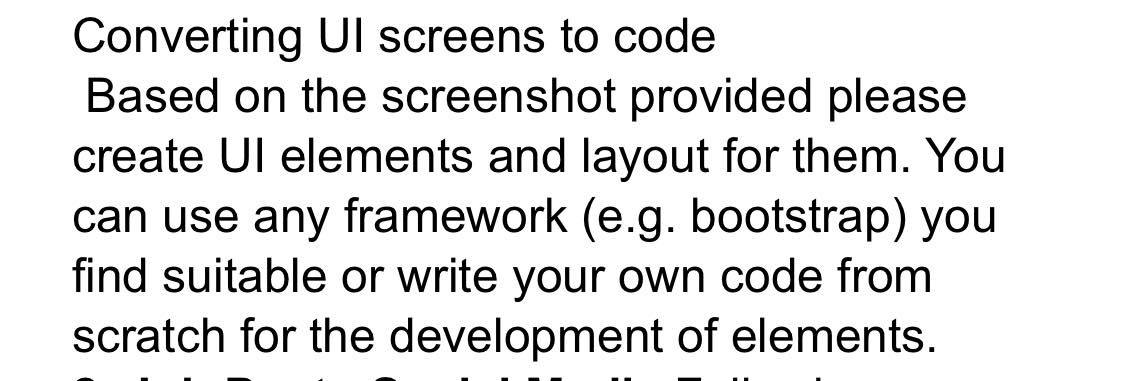 Converting UI screens to code
Based on the screenshot provided please
create UI elements and layout for them. You
can use any framework (e.g. bootstrap) you
find suitable or write your own code from
scratch for the development of elements.